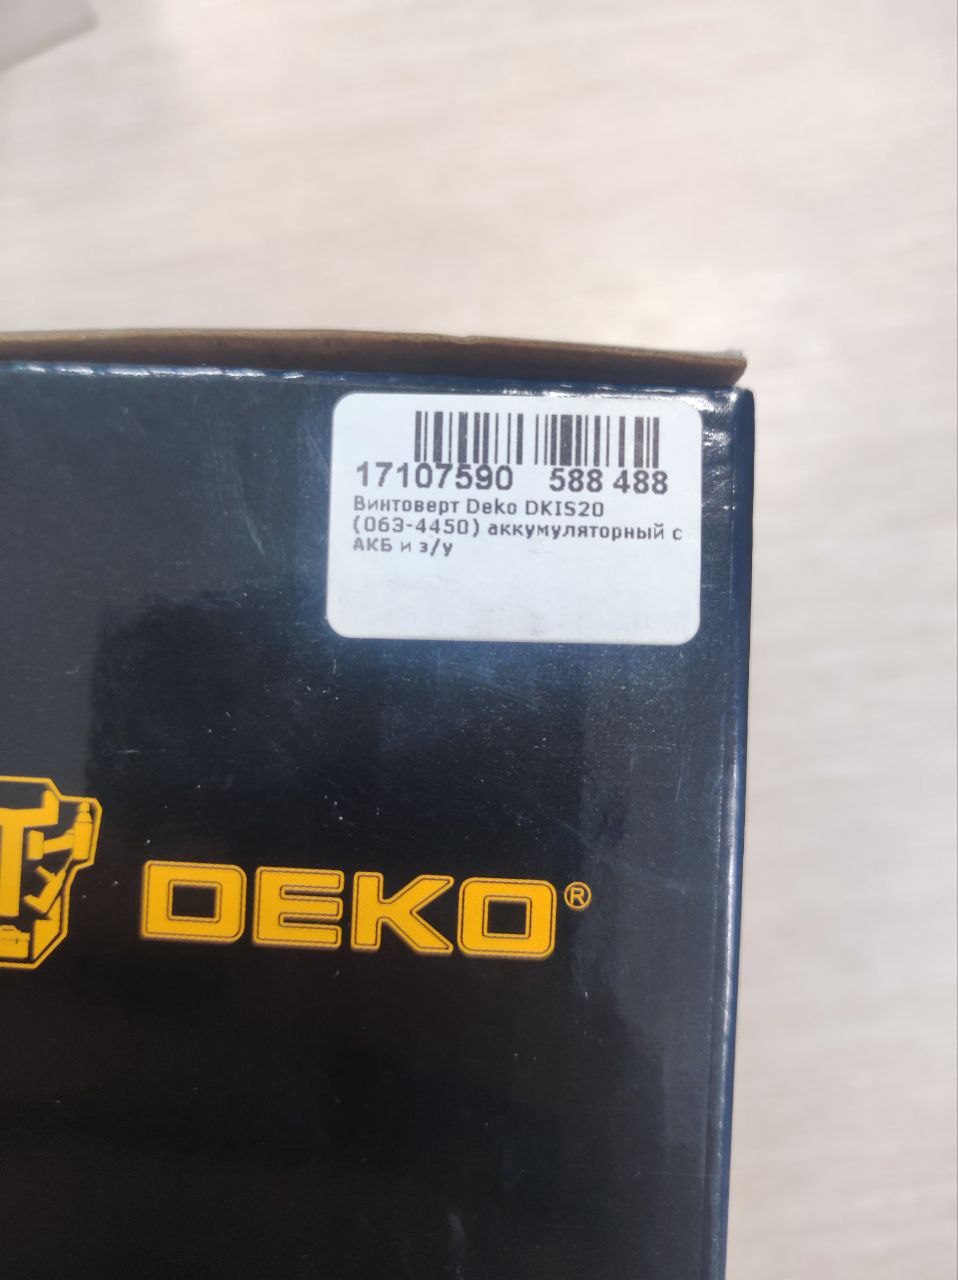 17107590 588 488
Винтоверт Deko DKIS20
(063-4450) аккумуляторный с
АКБ и з/у
DEKO®